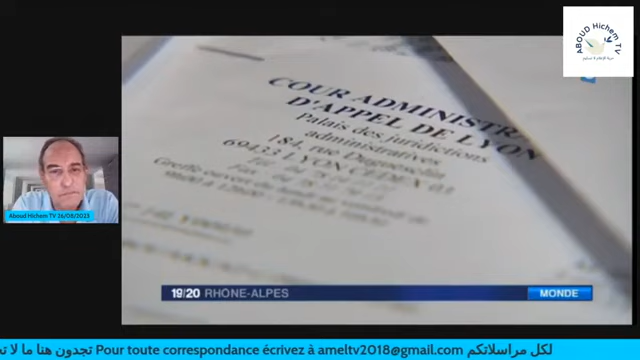 ABOUD Hichem TV
COUR ADMINISTR
D'APPEL DE LYON
Palais des juridictions
administratives
184, rue Duguesclin
69433 LYON CEDEX 03
Aboud Hichem TV 26/08/2023
19/20 RHÔNE-ALPES
MONDE
لكل مراسلاتكم Pour toute correspondance écrivez à ameltv2018@gmail.com تجدون هنا ما لا